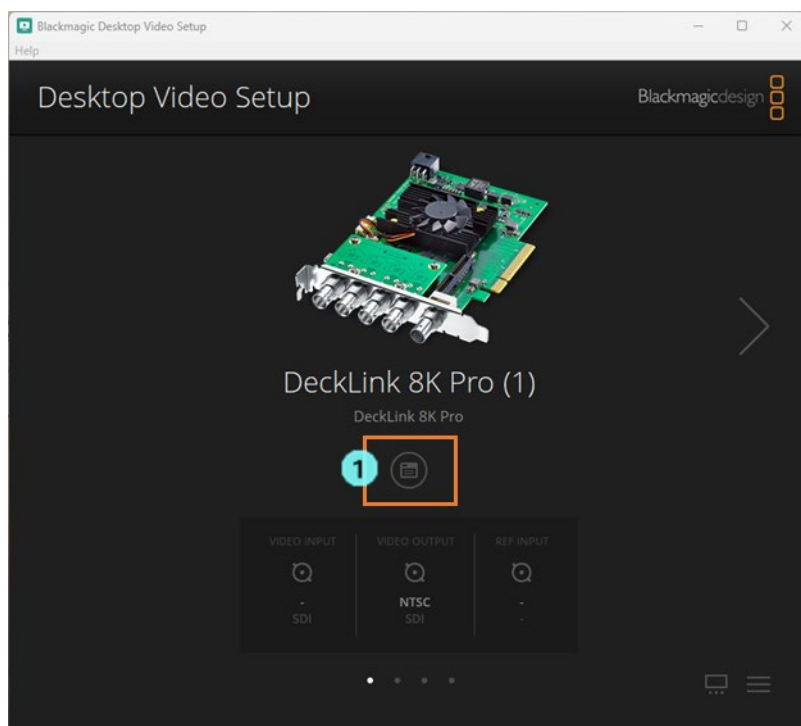 Blackmagic Desktop Video Setup
Help
Desktop Video Setup
Blackmagicdesign
DeckLink 8K Pro (1)
DeckLink 8K Pro
1
VIDEO INPUT VIDEO OUTPUT REF INPUT
- NTSC -
SDI SDI -